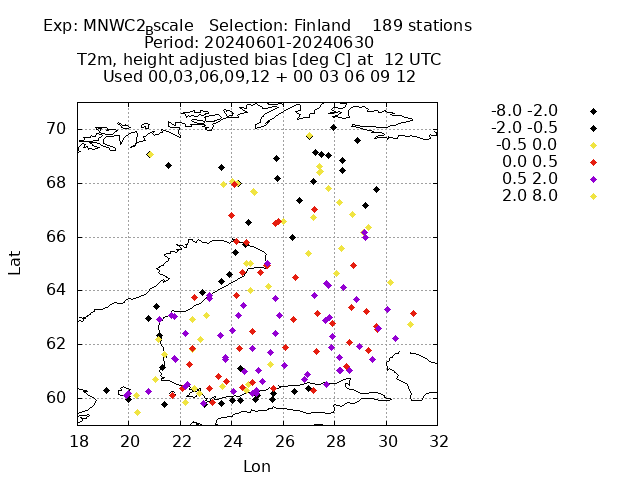 Exp: MNWC2Bscale Selection: Finland 189 stations
Period: 20240601-20240630
T2m, height adjusted bias [deg C] at 12 UTC
Used 00,03,06,09,12 + 00 03 06 09 12
-8.0 -2.0
-2.0 -0.5
-0.5 0.0
0.0 0.5
0.5 2.0
2.0 8.0
70
68
66
64
62
60
Lat
18 20 22 24 26 28 30 32
Lon